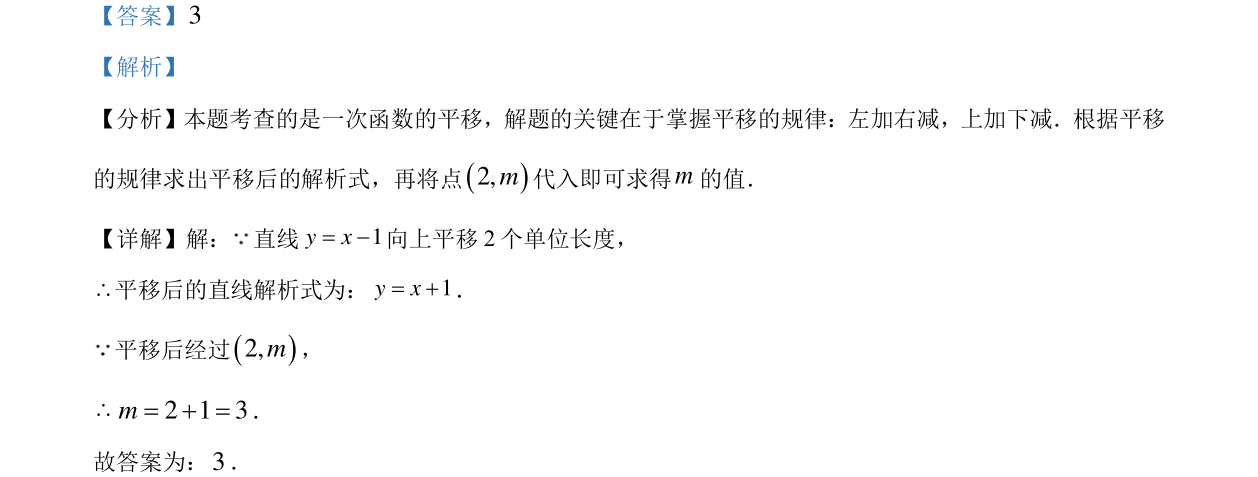 【答案】3
【解析】
【分析】本题考查的是一次函数的平移，解题的关键在于掌握平移的规律：左加右减，上加下减．根据平移
的规律求出平移后的解析式，再将点(2,m)代入即可求得m的值．
【详解】解：∵直线y=x−1向上平移2个单位长度，
∴平移后的直线解析式为：y=x+1．
∵平移后经过(2,m)，
∴m=2+1=3．
故答案为：3．